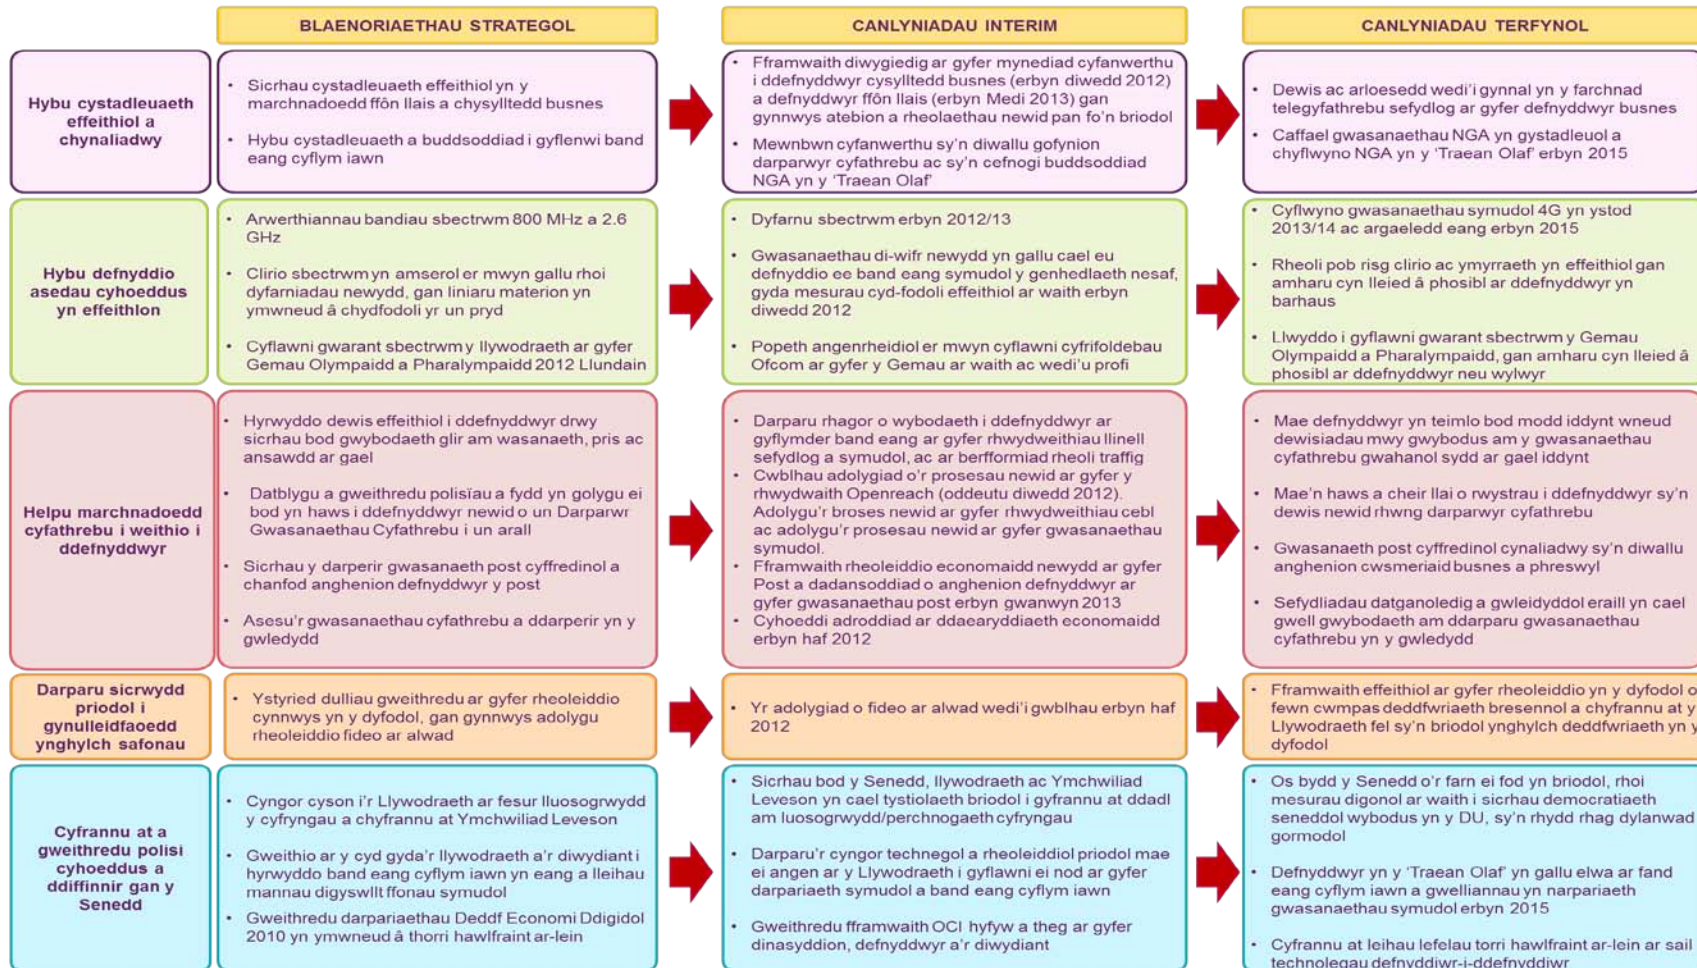 BLAENORIAETHAU STRATEGOL
CANLYNIADAU INTERIM
CANLYNIADAU TERFYNOL
Hybu cystadleuaeth
effeithiol a
chynaliadwy
• Sicrhau cystadleuaeth effeithiol yn y
marchnadoedd ffôn llais a chysylltedd busnes
• Hybu cystadleuaeth a buddsoddiad i gyflenwi band
eang cyflym iawn
• Fframwaith diwygiedig ar gyfer mynediad cyfanwerthu
i ddefnyddwyr cysylltedd busnes (erbyn diwedd 2012)
a defnyddwyr ffôn llais (erbyn Medi 2013) gan
gynnwys atebion a rheolaethau newid pan fo'n briodol
• Mewnbwn cyfanwerthu sy'n diwallu gofynion
darparwyr cyfathrebu ac sy'n cefnogi buddsoddiad
NGA yn y 'Traean Olaf'
• Dewis ac arloesedd wedi'i gynnal yn y farchnad
telegyfathrebu sefydlog ar gyfer defnyddwyr busnes
• Caffael gwasanaethau NGA yn gystadleuol a
chyflwyno NGA yn y 'Traean Olaf' erbyn 2015
Hybu defnyddio
asedau cyhoeddus
yn effeithlon
• Arwerthiannau bandiau sbectrwm 800 MHz a 2.6
GHz
• Clirio sbectrwm yn amserol er mwyn gallu rhoi
dyfarniadau newydd, gan liniaru materion yn
ymwneud â chydfodoli yr un pryd
• Cyflawni gwarant sbectrwm y llywodraeth ar gyfer
Gemau Olympaidd a Pharalympaidd 2012 Llundain
• Dyfarnu sbectrwm erbyn 2012/13
• Gwasanaethau di-wifr newydd yn gallu cael eu
defnyddio ee band eang symudol y genhedlaeth nesaf,
gyda mesurau cyd-fodoli effeithiol ar waith erbyn
diwedd 2012
• Popeth angenrheidiol er mwyn cyflawni cyfrifoldebau
Ofcom ar gyfer y Gemau ar waith ac wedi'u profi
• Cyflwyno gwasanaethau symudol 4G yn ystod
2013/14 ac argaeledd eang erbyn 2015
• Rheoli pob risg clirio ac ymyrraeth yn effeithiol gan
amharu cyn lleied â phosibl ar ddefnyddwyr yn
barhaus
• Llwyddo i gyflawni gwarant sbectrwm y Gemau
Olympaidd a Pharalympaidd, gan amharu cyn lleied â
phosibl ar ddefnyddwyr neu wylwyr
Helpu marchnadoedd
cyfathrebu i weithio i
ddefnyddwyr
• Hyrwyddo dewis effeithiol i ddefnyddwyr drwy
sicrhau bod gwybodaeth glir am wasanaeth, pris ac
ansawdd ar gael
• Datblygu a gweithredu polisïau a fydd yn golygu ei
bod yn haws i ddefnyddwyr newid o un Darparwr
Gwasanaethau Cyfathrebu i un arall
• Sicrhau y darperir gwasanaeth post cyffredinol a
chanfod anghenion defnyddwyr y post
• Asesu'r gwasanaethau cyfathrebu a ddarperir yn y
gwledydd
• Darparu rhagor o wybodaeth i ddefnyddwyr ar
gyflymder band eang ar gyfer rhwydweithiau llinell
sefydlog a symudol, ac ar berfformiad rheoli traffig
• Cwblhau adolygiad o'r prosesau newid ar gyfer y
rhwydwaith Openreach (oddeutu diwedd 2012).
Adolygu'r broses newid ar gyfer rhwydweithiau cebl
ac adolygu'r prosesau newid ar gyfer gwasanaethau
symudol.
• Fframwaith rheoleiddio economaidd newydd ar gyfer
Post a dadansoddiad o anghenion defnyddwyr ar
gyfer gwasanaethau post erbyn gwanwyn 2013
• Cyhoeddi adroddiad ar ddaearyddiaeth economaidd
erbyn haf 2012
• Mae defnyddwyr yn teimlo bod modd iddynt wneud
dewisiadau mwy gwybodus am y gwasanaethau
cyfathrebu gwahanol sydd ar gael iddynt
• Mae'n haws a cheir llai o rwystrau i ddefnyddwyr sy'n
dewis newid rhwng darparwyr cyfathrebu
• Gwasanaeth post cyffredinol cynaliadwy sy'n diwallu
anghenion cwsmeriaid busnes a phreswyl
• Sefydliadau datganoledig a gwleidyddol eraill yn cael
gwell gwybodaeth am ddarparu gwasanaethau
cyfathrebu yn y gwledydd
Darparu sicrwydd
priodol i
gynulleidfaoedd
ynghylch safonau
• Ystyried dulliau gweithredu ar gyfer rheoleiddio
cynnwys yn y dyfodol, gan gynnwys adolygu
rheoleiddio fideo ar alwad
• Yr adolygiad o fideo ar alwad wedi'i gwblhau erbyn haf
2012
• Fframwaith effeithiol ar gyfer rheoleiddio yn y dyfodol o
fewn cwmpas deddfwriaeth bresennol a chyfrannu at y
Llywodraeth fel sy'n briodol ynghylch deddfwriaeth yn y
dyfodol
Cyfrannu at a
gweithredu polisi
cyhoeddus a
ddiffinnir gan y
Senedd
• Cyngor cyson i'r Llywodraeth ar fesur lluosogrwydd
y cyfryngau a chyfrannu at Ymchwiliad Leveson
• Gweithio ar y cyd gyda'r llywodraeth a'r diwydiant i
hyrwyddo band eang cyflym iawn yn eang a lleihau
mannau digyswllt ffonau symudol
• Gweithredu darpariaethau Deddf Economi Ddigidol
2010 yn ymwneud â thorri hawlfraint ar-lein
• Sicrhau bod y Senedd, llywodraeth ac Ymchwiliad
Leveson yn cael tystiolaeth briodol i gyfrannu at ddadl
am luosogrwydd/perchnogaeth cyfryngau
• Darparu'r cyngor technegol a rheoleiddiol priodol mae
ei angen ar y Llywodraeth i gyflawni ei nod ar gyfer
darpariaeth symudol a band eang cyflym iawn
• Gweithredu fframwaith OCI hyfyw a theg ar gyfer
dinasyddion, defnyddwyr a'r diwydiant
• Os bydd y Senedd o'r farn ei fod yn briodol, rhoi
mesurau digonol ar waith i sicrhau democratiaeth
seneddol wybodus yn y DU, sy'n rhydd rhag dylanwad
gormodol
• Defnyddwyr yn y 'Traean Olaf' yn gallu elwa ar fand
eang cyflym iawn a gwelliannau yn narpariaeth
gwasanaethau symudol erbyn 2015
• Cyfrannu at leihau lefelau torri hawlfraint ar-lein ar sail
technolegau defnyddiwr-i-ddefnyddiwr